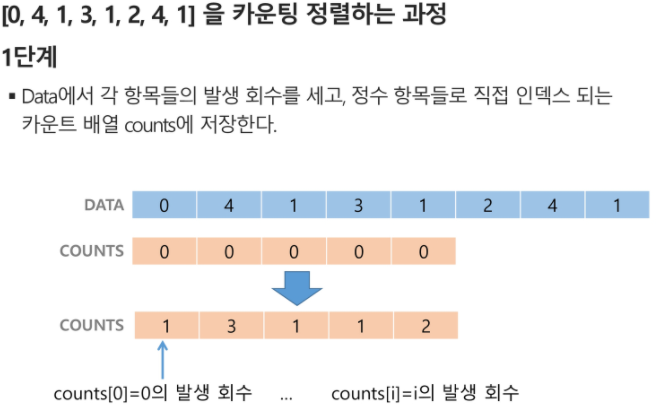 [0, 4, 1, 3, 1, 2, 4, 1] 을 카운팅 정렬하는 과정
1단계
▪ Data에서 각 항목들의 발생 회수를 세고, 정수 항목들로 직접 인덱스 되는
카운트 배열 counts에 저장한다.
DATA 0 4 1 3 1 2 4 1
COUNTS 0 0 0 0 0
COUNTS 1 3 1 1 2
counts[0]=0의 발생 회수 ... counts[i]=i의 발생 회수